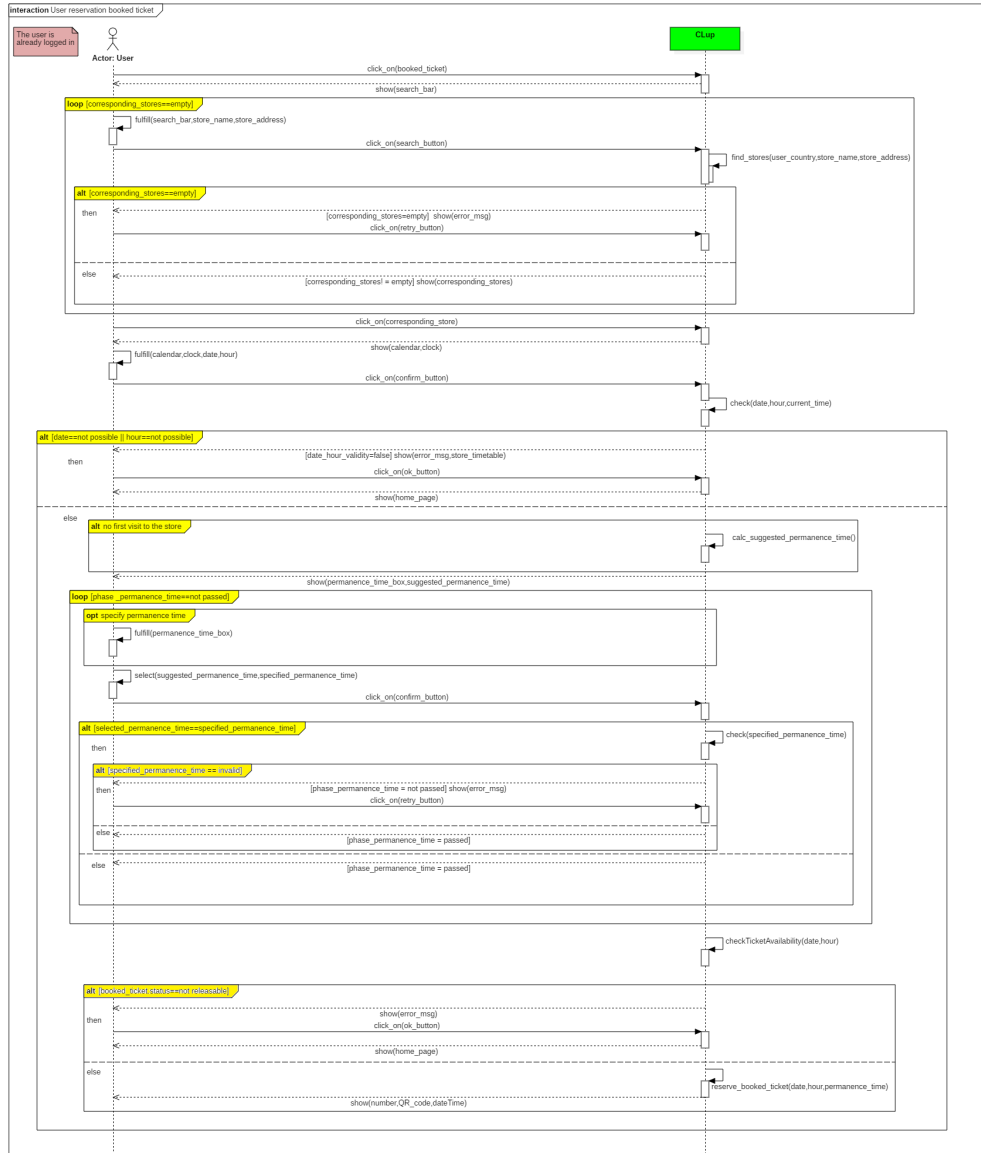 interaction User reservation booked ticket
The user is
already logged in
Actor: User
CLup
click_on(booked_ticket)
show(search_bar)
loop [corresponding_stores==empty]
fulfill(search_bar,store_name,store_address)
click_on(search_button)
find_stores(user_country,store_name,store_address)
alt [corresponding_stores==empty]
then
[corresponding_stores=empty] show(error_msg)
click_on(retry_button)
else
[corresponding_stores! = empty] show(corresponding_stores)
click_on(corresponding_store)
show(calendar,clock)
fulfill(calendar,clock,date,hour)
click_on(confirm_button)
check(date,hour,current_time)
alt [date==not possible || hour==not possible]
[date_hour_validity=false] show(error_msg,store_timetable)
then
click_on(ok_button)
show(home_page)
else
alt no first visit to the store
calc_suggested_permanence_time()
show(permanence_time_box,suggested_permanence_time)
loop [phase _permanence_time==not passed]
opt specify permanence time
fulfill(permanence_time_box)
select(suggested_permanence_time,specified_permanence_time)
click_on(confirm_button)
alt [selected_permanence_time==specified_permanence_time]
check(specified_permanence_time)
then
alt [specified_permanence_time == invalid]
then
[phase_permanence_time = not passed] show(error_msg)
click_on(retry_button)
else
[phase_permanence_time = passed]
else
[phase_permanence_time = passed]
checkTicketAvailability(date,hour)
alt [booked_ticket.status==not releasable]
show(error_msg)
then
click_on(ok_button)
show(home_page)
else
reserve_booked_ticket(date,hour,permanence_time)
show(number,QR_code,dateTime)